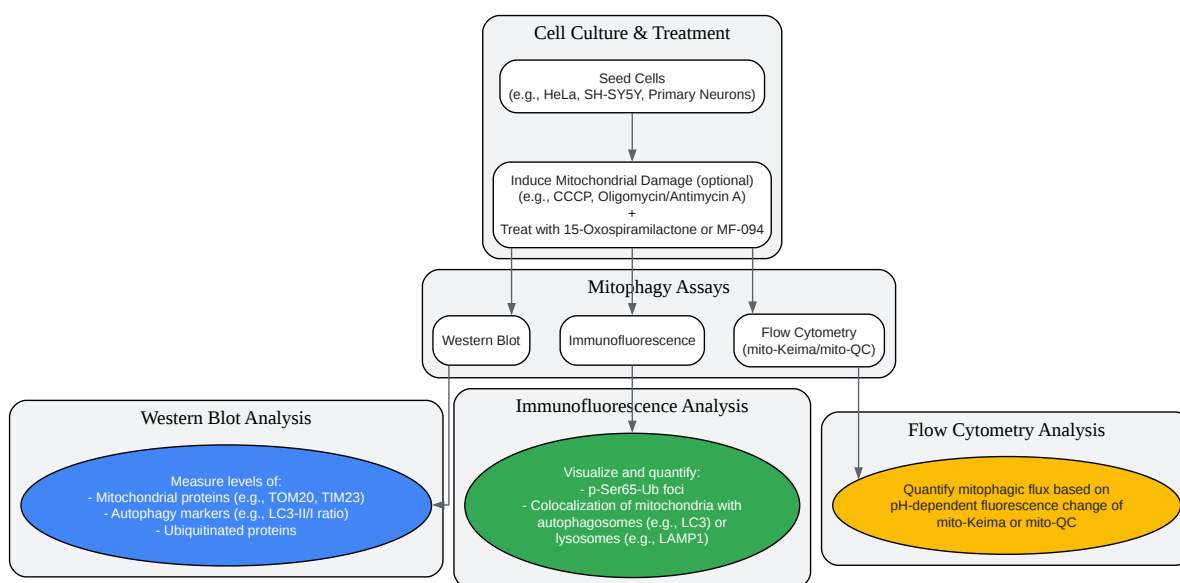 Cell Culture & Treatment
Seed Cells
(e.g., HeLa, SH-SY5Y, Primary Neurons)
Induce Mitochondrial Damage (optional)
(e.g., CCCP, Oligomycin/Antimycin A)
+
Treat with 15-Oxospiramilactone or MF-094
Mitophagy Assays
Western Blot
Immunofluorescence
Flow Cytometry
(mito-Keima/mito-QC)
Western Blot Analysis
Measure levels of:
- Mitochondrial proteins (e.g., TOM20, TIM23)
- Autophagy markers (e.g., LC3-II/I ratio)
- Ubiquitinated proteins
Immunofluorescence Analysis
Visualize and quantify:
- p-Ser65-Ub foci
- Colocalization of mitochondria with
autophagosomes (e.g., LC3) or
lysosomes (e.g., LAMP1)
Flow Cytometry Analysis
Quantify mitophagic flux based on
pH-dependent fluorescence change of
mito-Keima or mito-QC